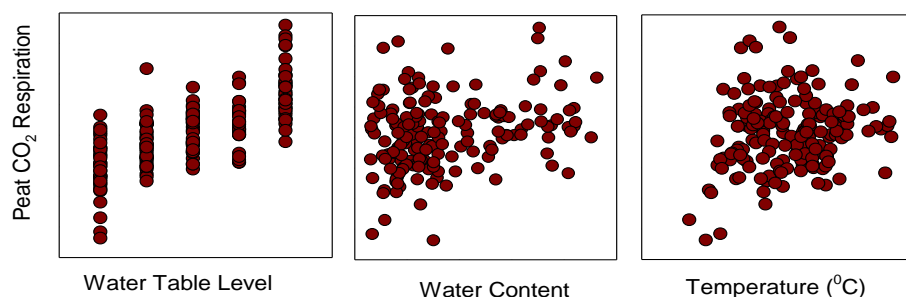 Peat CO₂ Respiration
Water Table Level
Water Content
Temperature (⁰C)